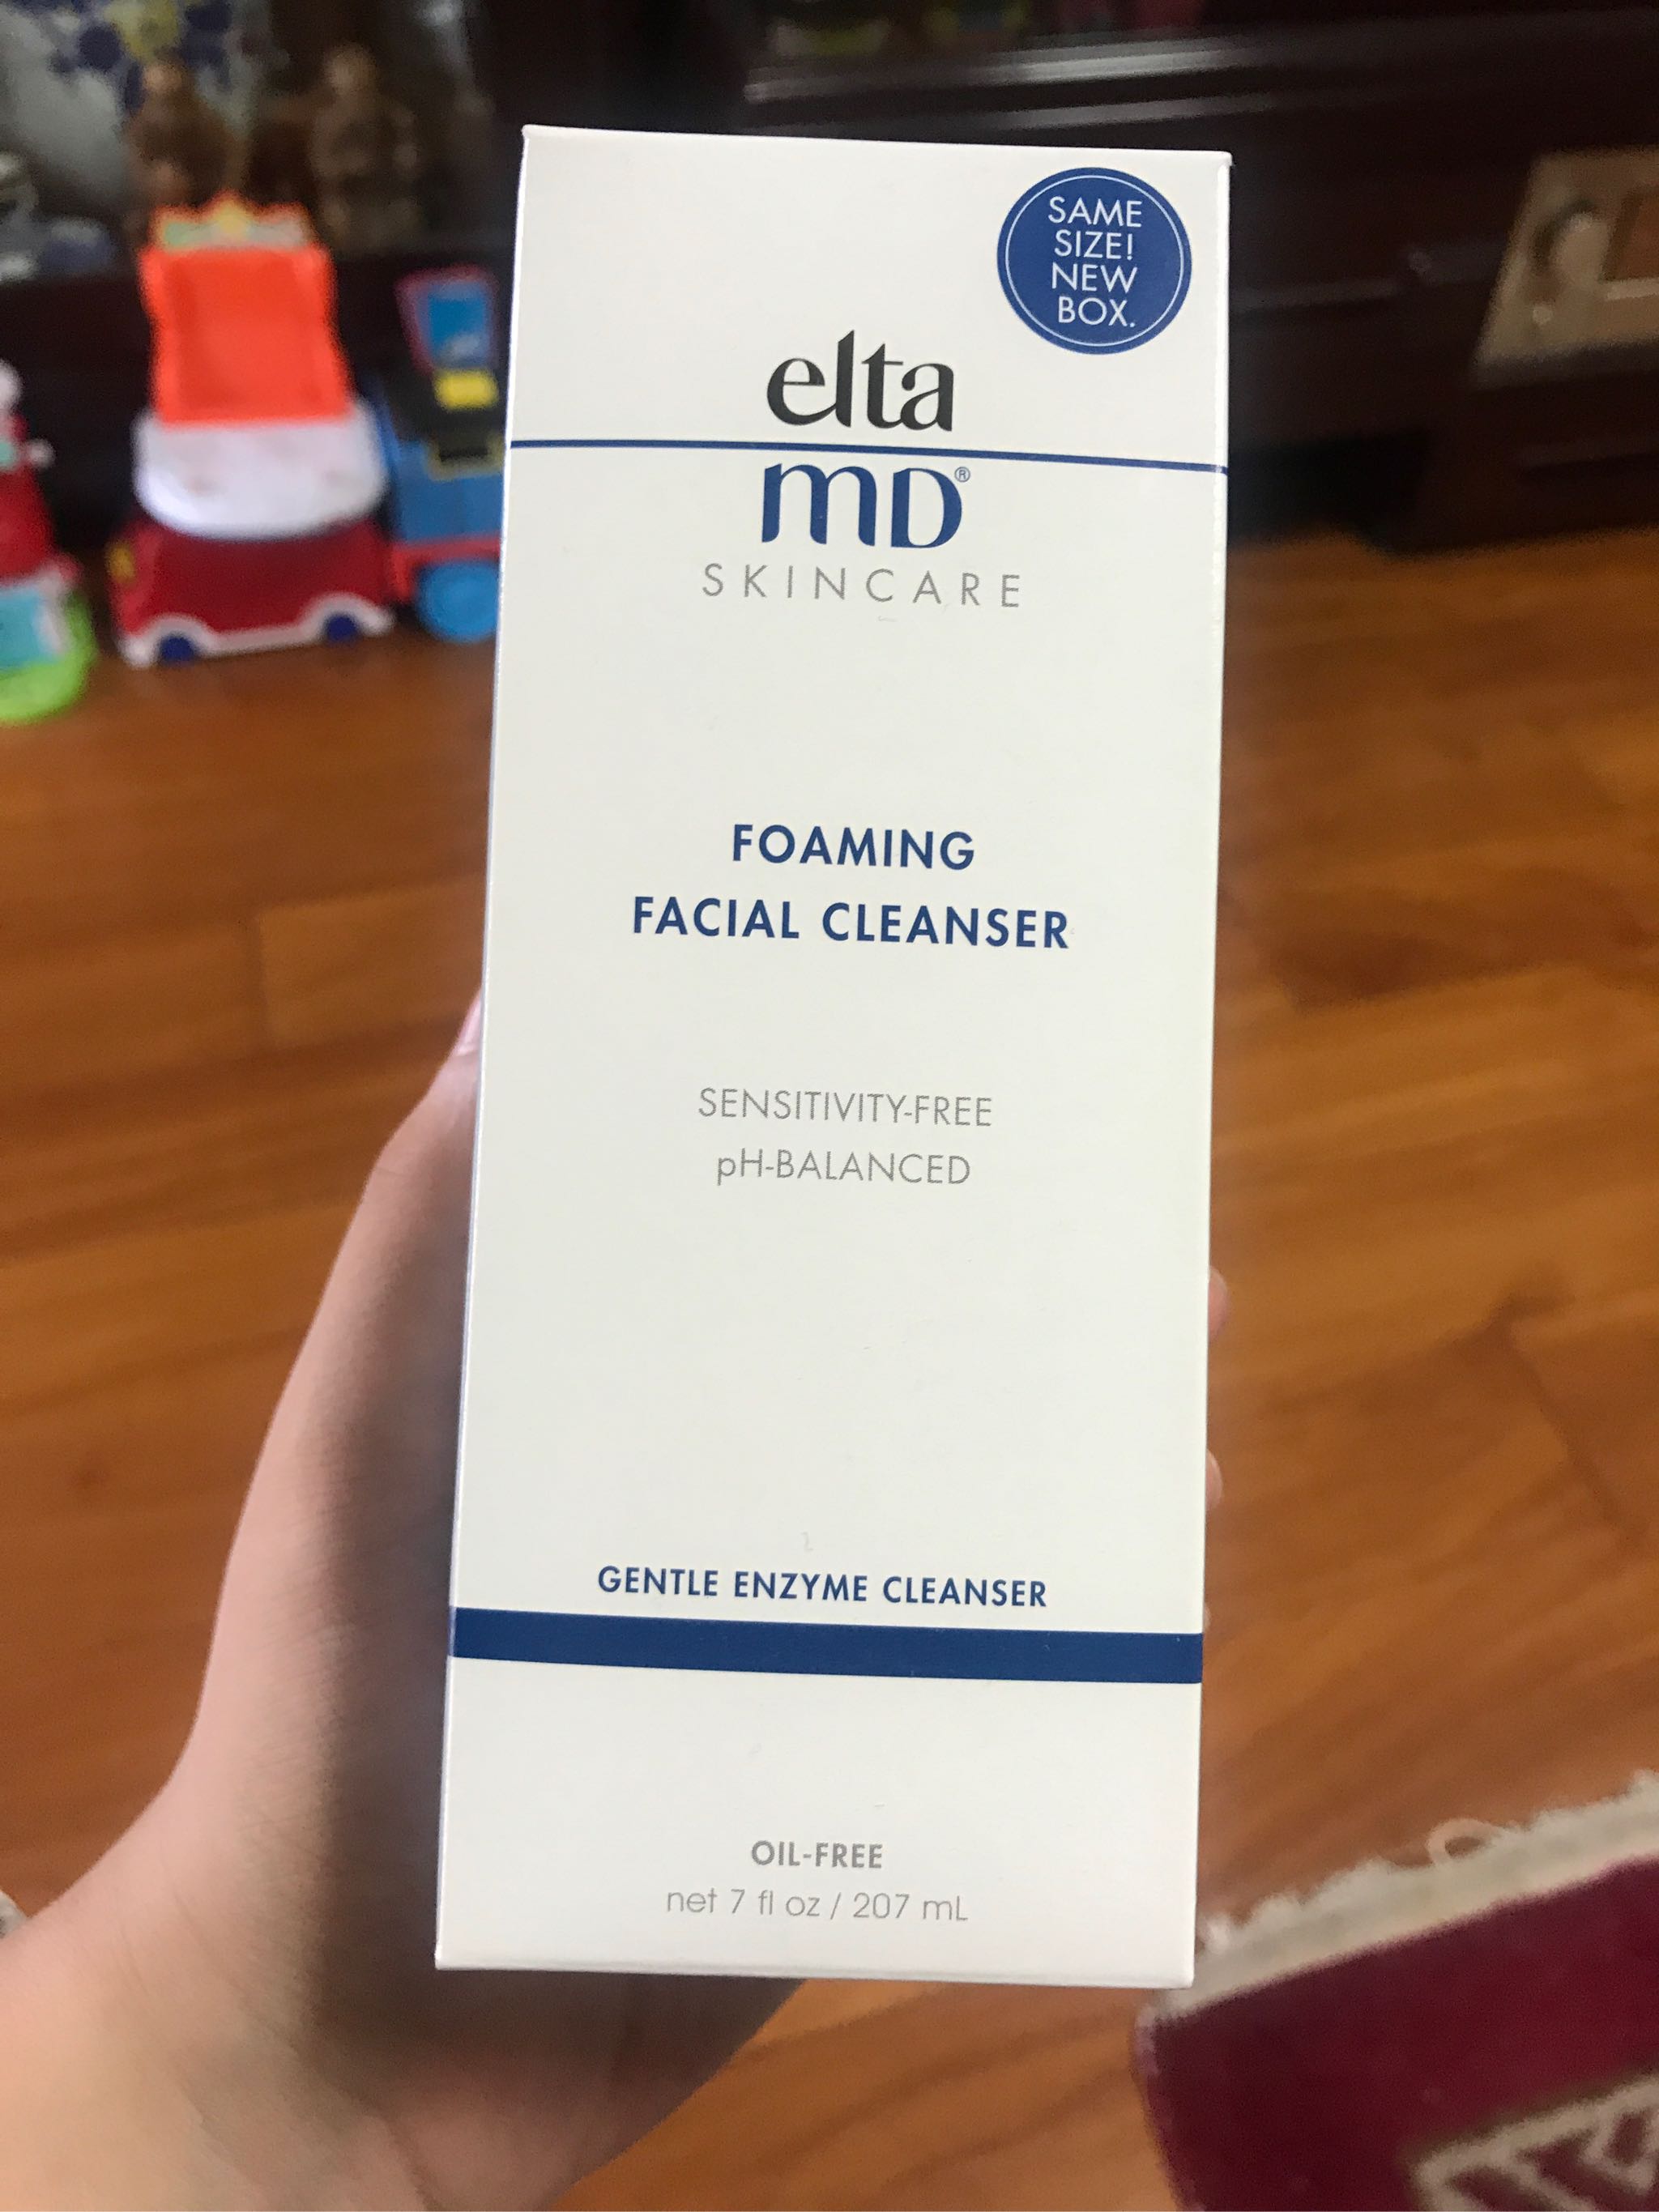 SAME
SIZE!
NEW
BOX.
elta
MD®
SKINCARE
FOAMING
FACIAL CLEANSER
SENSITIVITY-FREE
pH-BALANCED
GENTLE ENZYME CLEANSER
OIL-FREE
net 7 fl oz / 207 mL